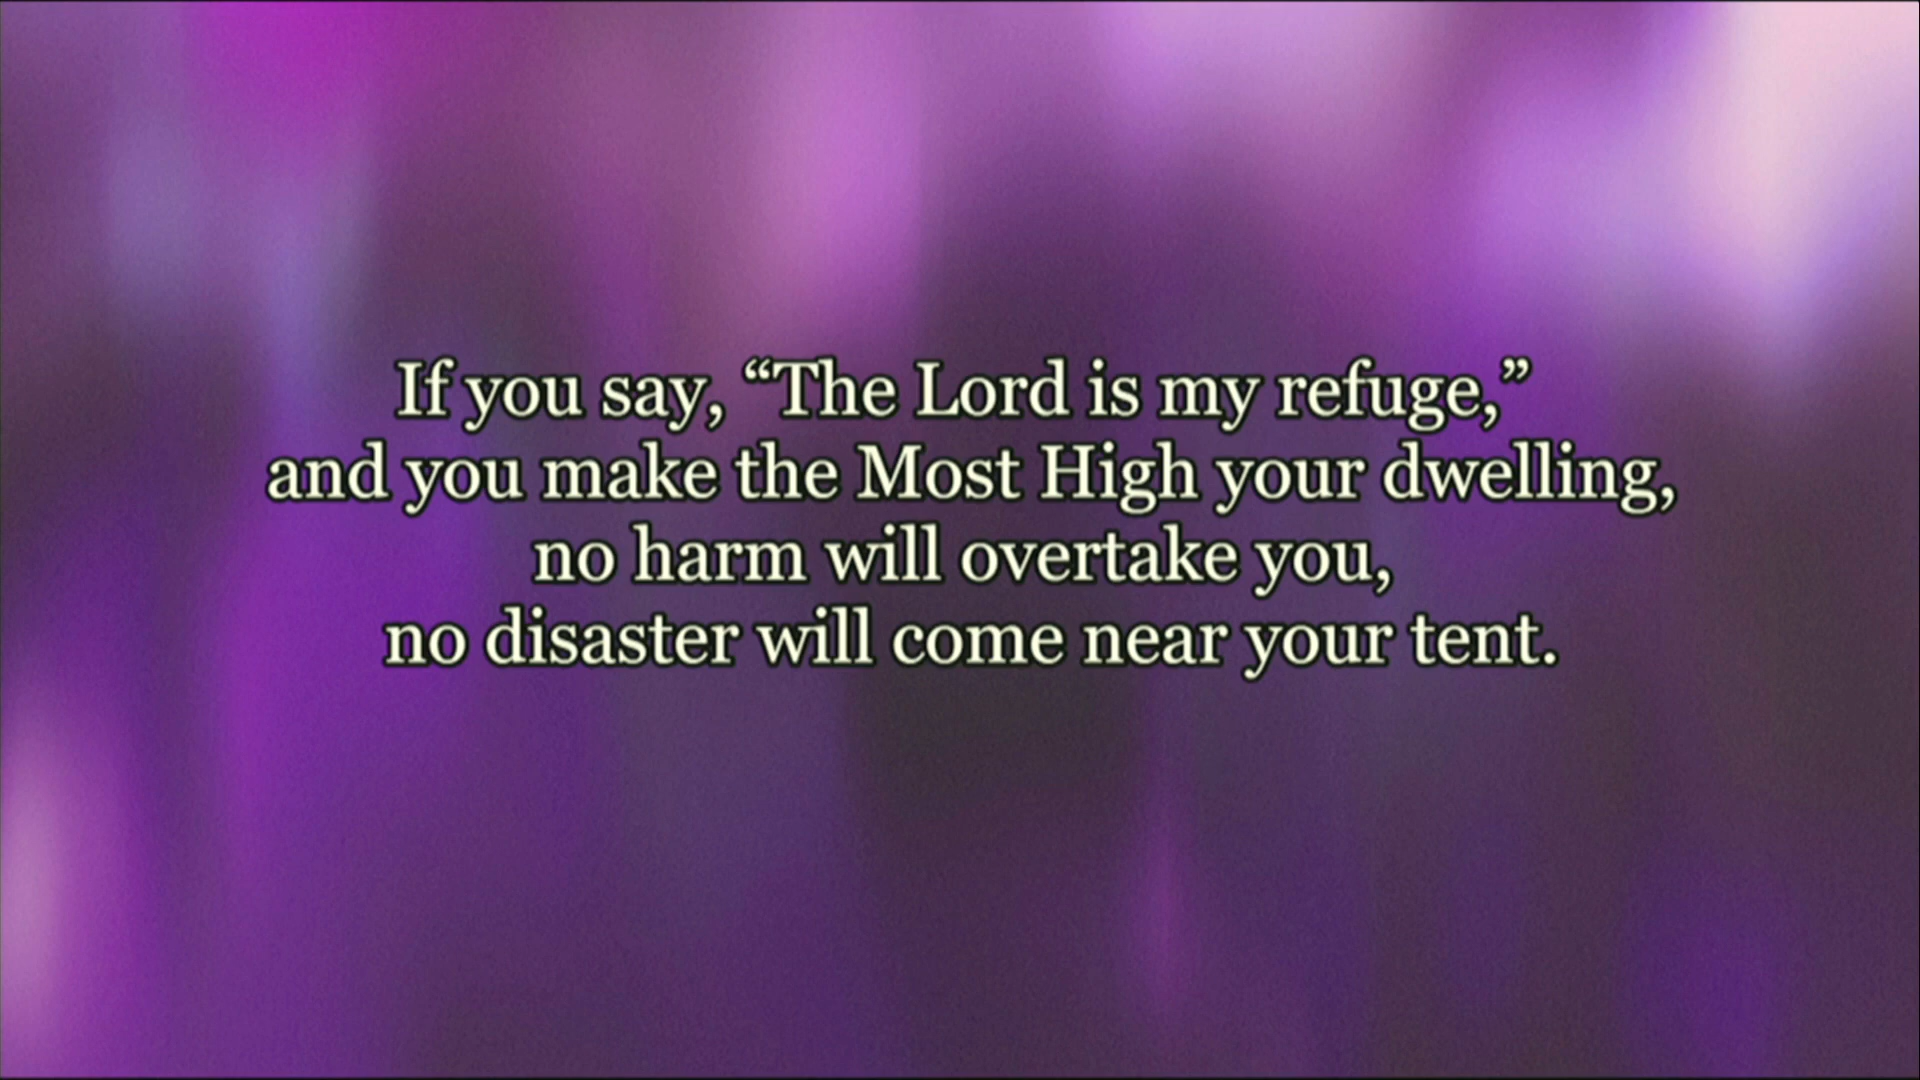 If you say, “The Lord is my refuge,”
and you make the Most High your dwelling,
no harm will overtake you,
no disaster will come near your tent.